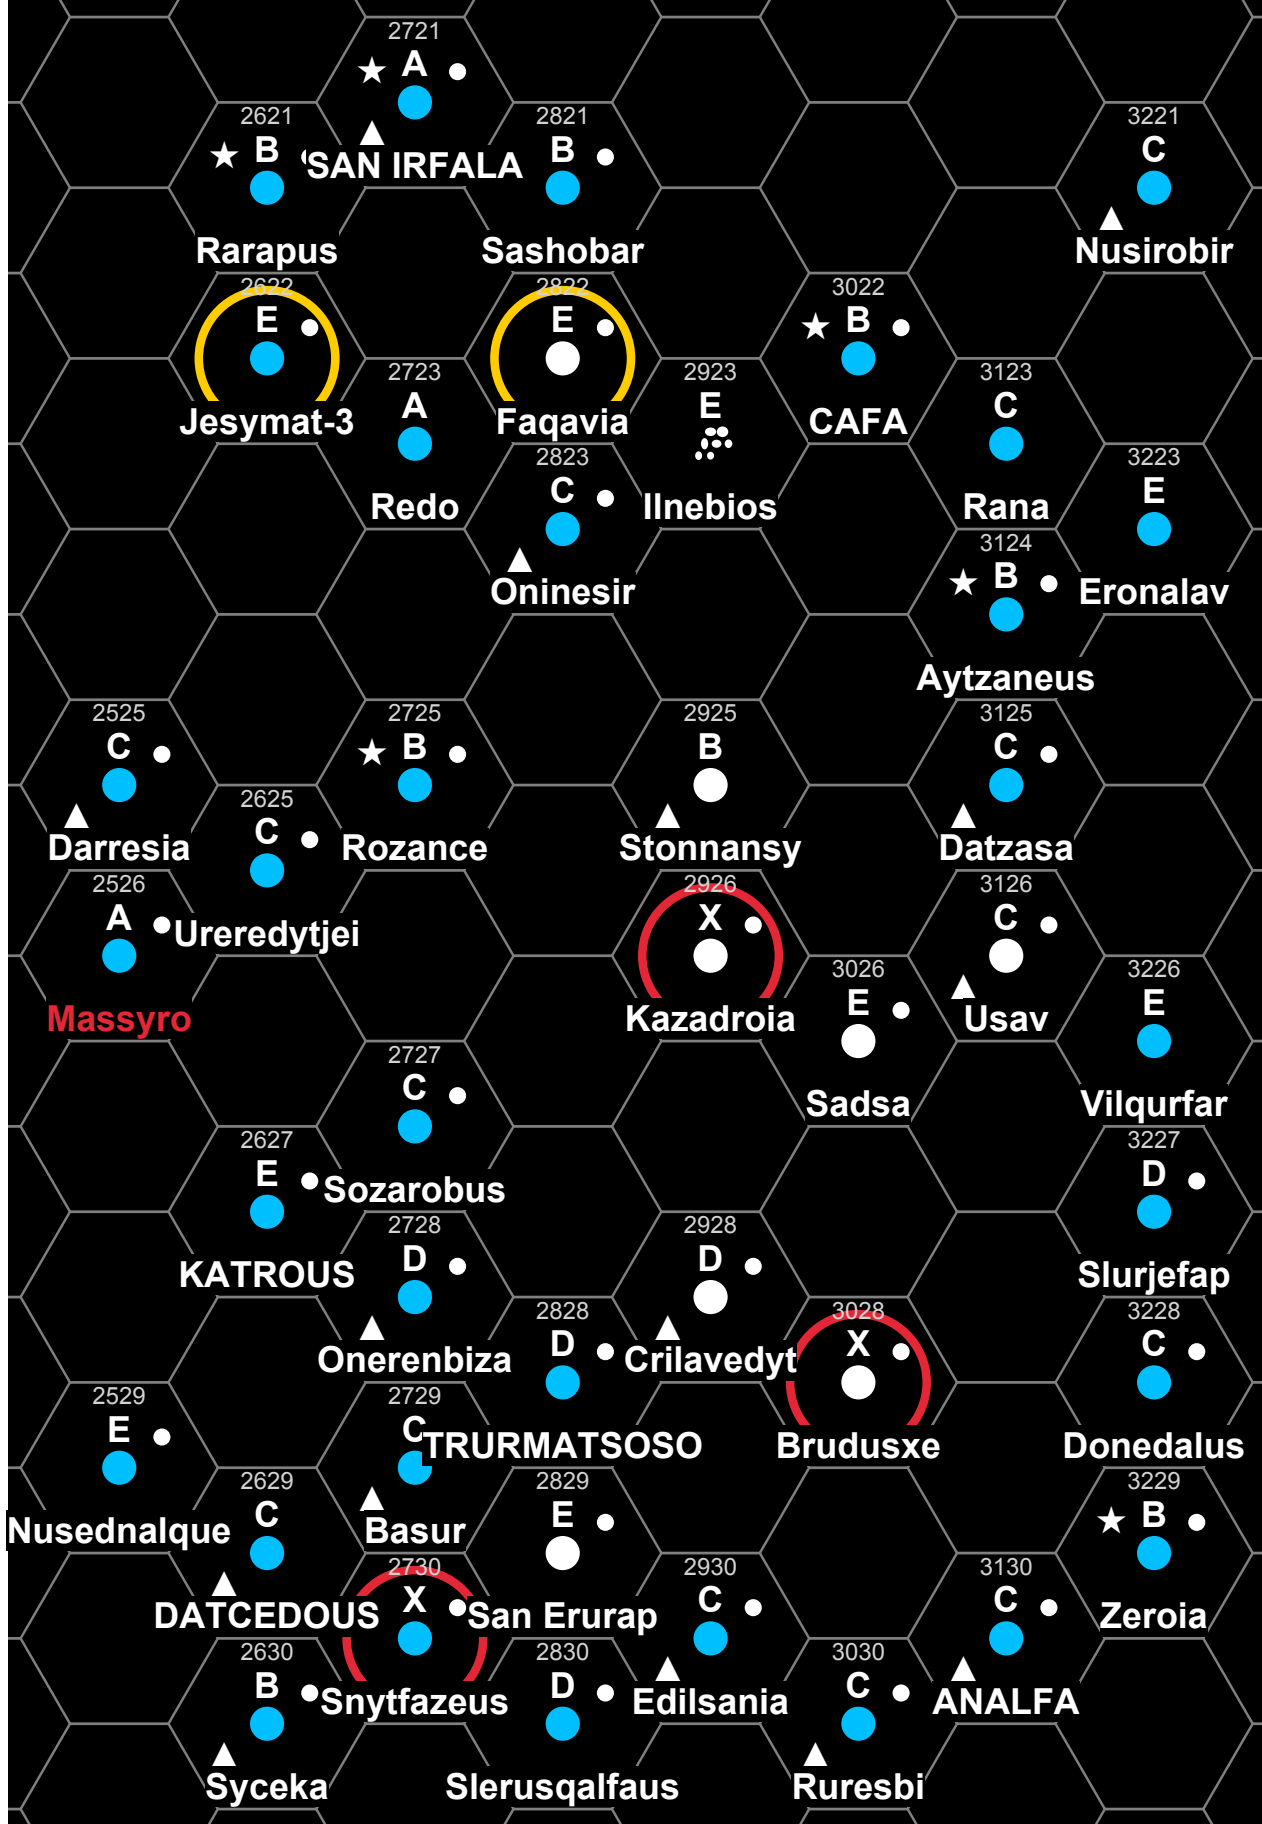 2721
A
SAN IRFALA
2621
B
Rarapus
2821
B
Sashobar
3221
C
Nusirobir
2622
E
Jesymat-3
2822
E
Faqavia
3022
B
CAFA
2723
A
Redo
2923
E
Ilnebios
3123
C
Rana
2823
C
Oninesir
3223
E
Eronalav
3124
B
Aytzaneus
2525
C
Darresia
2725
B
Rozance
2925
B
Stonnansy
3125
C
Datzasa
2625
C
Ureredytjei
2526
A
Massyro
2926
X
Kazadroia
3126
C
Usav
3026
E
Sadsa
3226
E
Vilqurfar
2727
C
Sozarobus
2627
E
KATROUS
3227
D
Slurjefap
2728
D
Onerenbiza
2928
D
Crilavedyt
2828
D
TRURMATSOSO
3028
X
Brudusxe
3228
C
Donedalus
2529
E
Nusednalque
2729
C
Basur
2629
C
DATCEDOUS
2829
E
San Erurap
3229
B
Zeroia
2730
X
Snytfazeus
2930
C
Edilsania
3130
C
ANALFA
2630
B
Syceka
2830
D
Slerusqalfaus
3030
C
Ruresbi